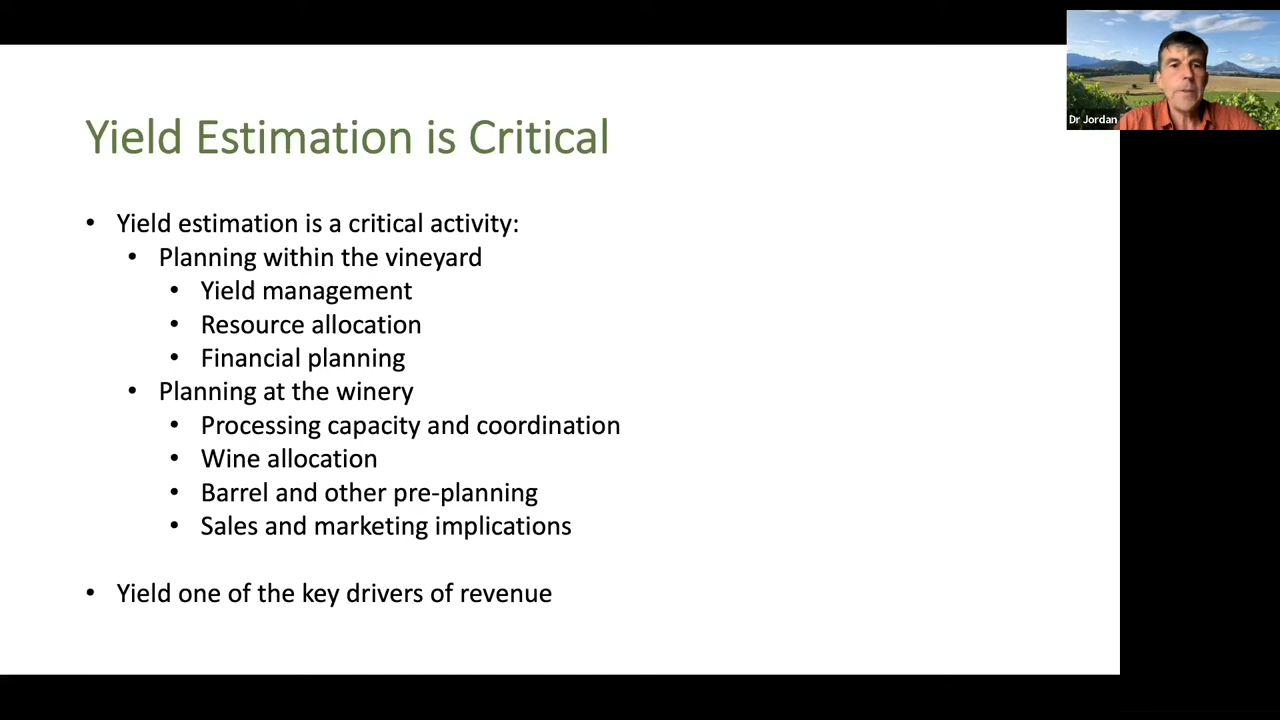 Yield Estimation is Critical
• Yield estimation is a critical activity:
• Planning within the vineyard
• Yield management
• Resource allocation
• Financial planning
• Planning at the winery
• Processing capacity and coordination
• Wine allocation
• Barrel and other pre-planning
• Sales and marketing implications
• Yield one of the key drivers of revenue
Dr Jordan